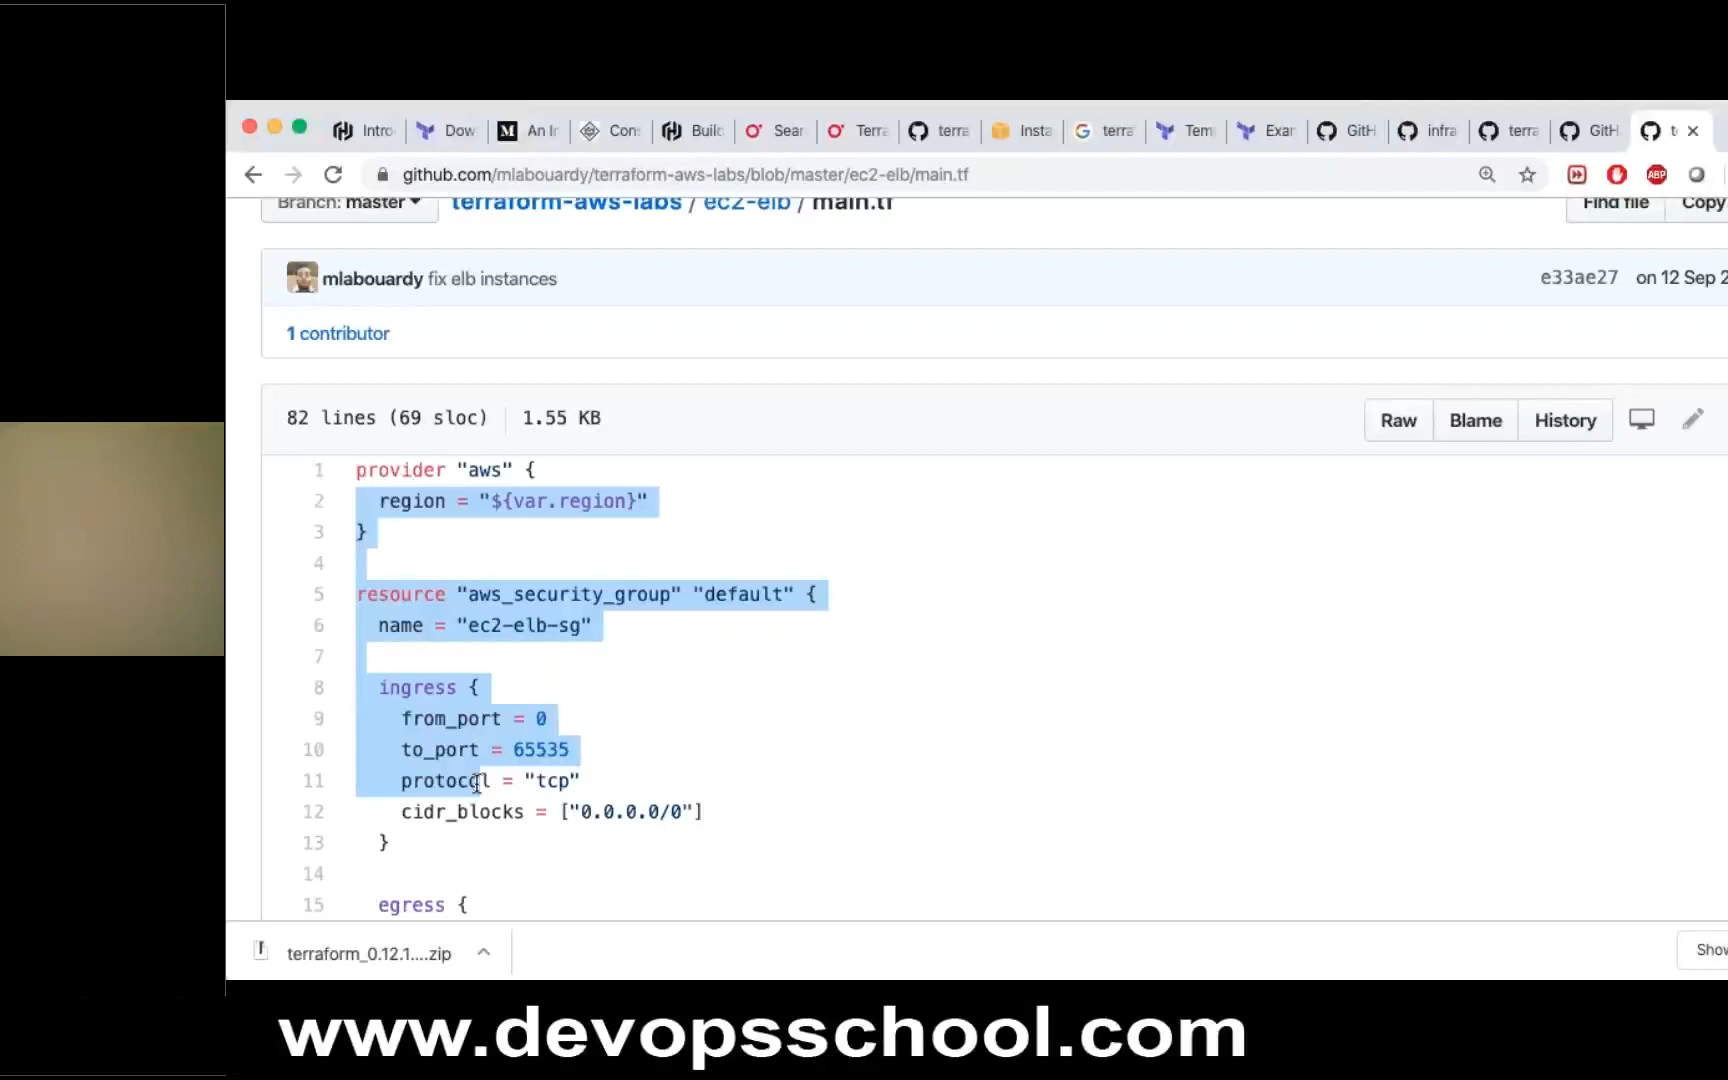 Intro Dow An Ir Con Build Sear Terra terra Insta terra Tem Exar GitH infra terra GitH t
github.com/mlabouardy/terraform-aws-labs/blob/master/ec2-elb/main.tf
ABP
Branch: master terraform-aws-labs / ec2-elb / main.tf Find file Copy
mlabouardy fix elb instances e33ae27 on 12 Sep 2
1 contributor
82 lines (69 sloc) 1.55 KB Raw Blame History
1 provider "aws" {
2 region = "${var.region}"
3 }
4
5 resource "aws_security_group" "default" {
6 name = "ec2-elb-sg"
7
8 ingress {
9 from_port = 0
10 to_port = 65535
11 protocol = "tcp"
12 cidr_blocks = ["0.0.0.0/0"]
13 }
14
15 egress {
terraform_0.12.1....zip Show
www.devopsschool.com